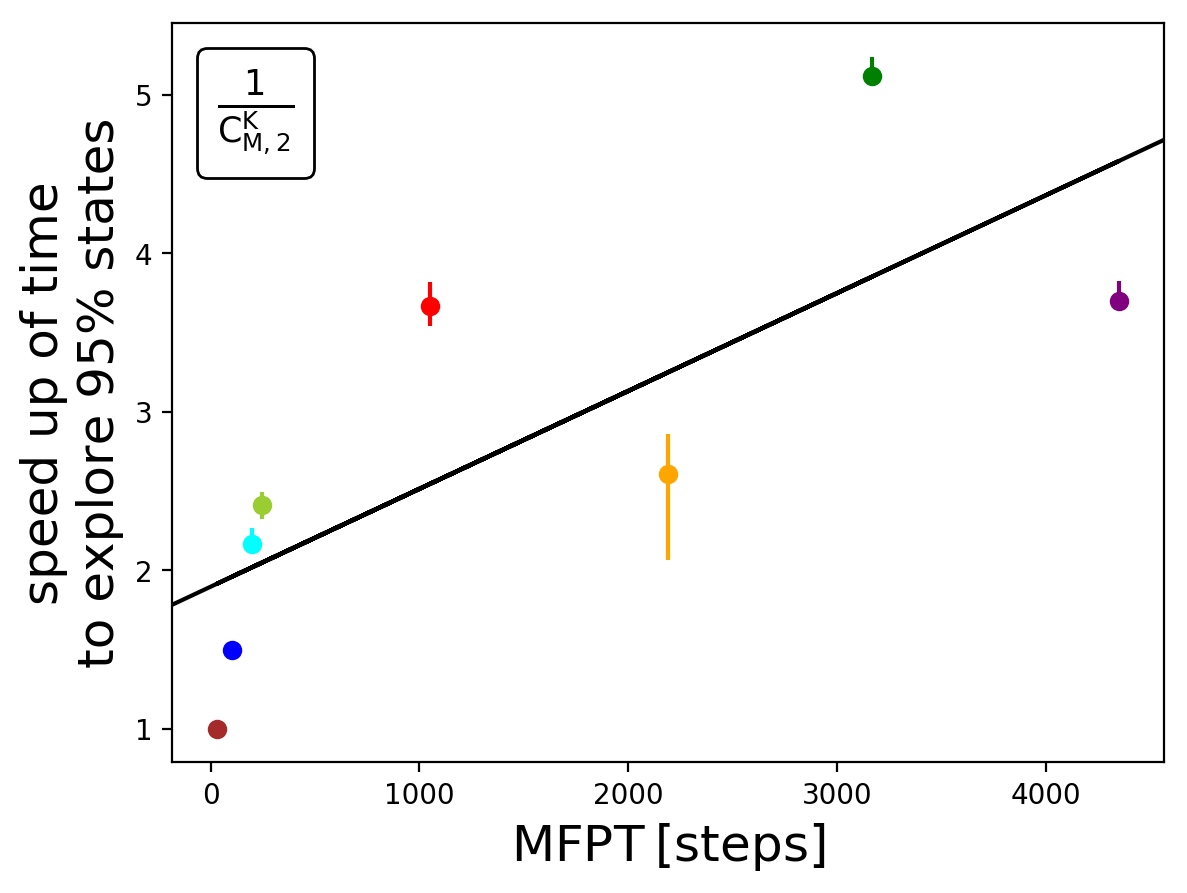 1
C^K_M, 2
speed up of time
to explore 95% states
5
4
3
2
1
0 1000 2000 3000 4000
MFPT [steps]